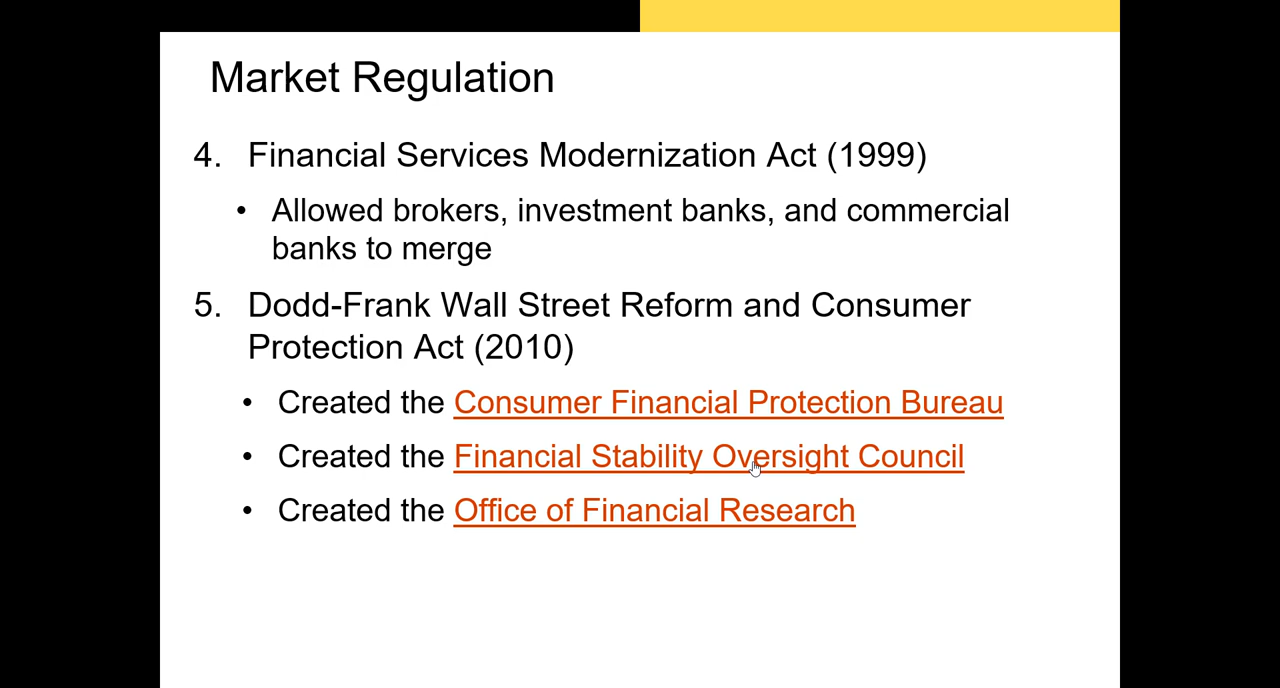 Market Regulation
4. Financial Services Modernization Act (1999)
• Allowed brokers, investment banks, and commercial
banks to merge
5. Dodd-Frank Wall Street Reform and Consumer
Protection Act (2010)
• Created the Consumer Financial Protection Bureau
• Created the Financial Stability Oversight Council
• Created the Office of Financial Research